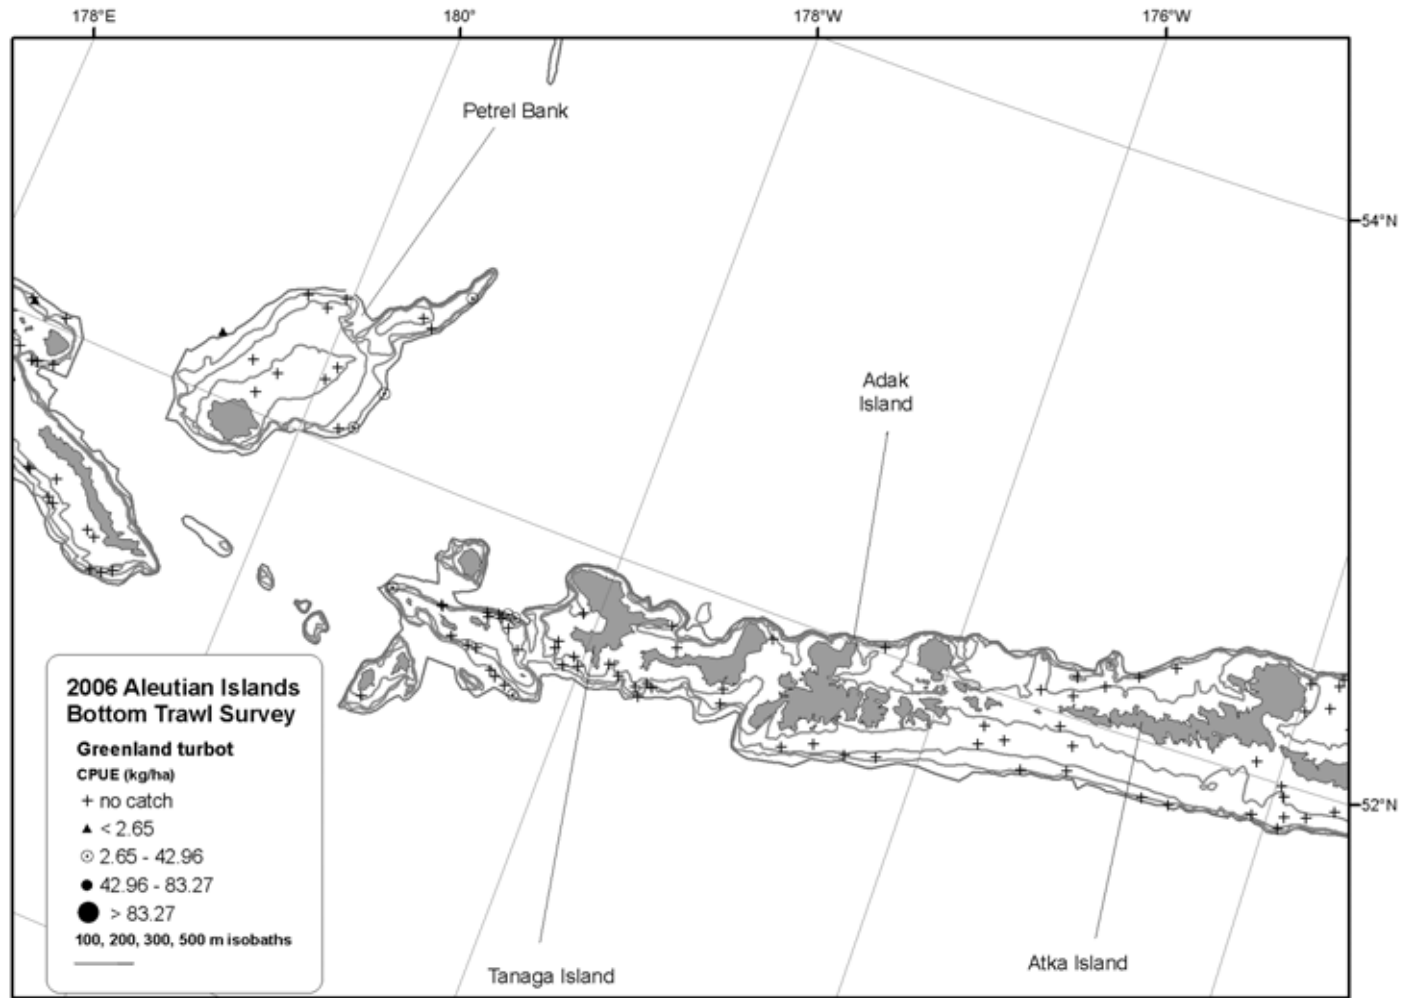 178°E
180°
178°W
176°W
Petrel Bank
54°N
Adak
Island
2006 Aleutian Islands
Bottom Trawl Survey
Greenland turbot
CPUE (kg/ha)
+ no catch
▲ < 2.65
2.65 - 42.96
42.96 - 83.27
> 83.27
100, 200, 300, 500 m isobaths
52°N
Tanaga Island
Atka Island